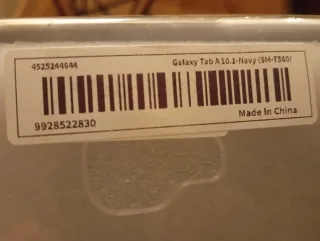 4525244644 Galaxy Tab A 10.1-Navy (SM-T580/
9928522830 Made in China